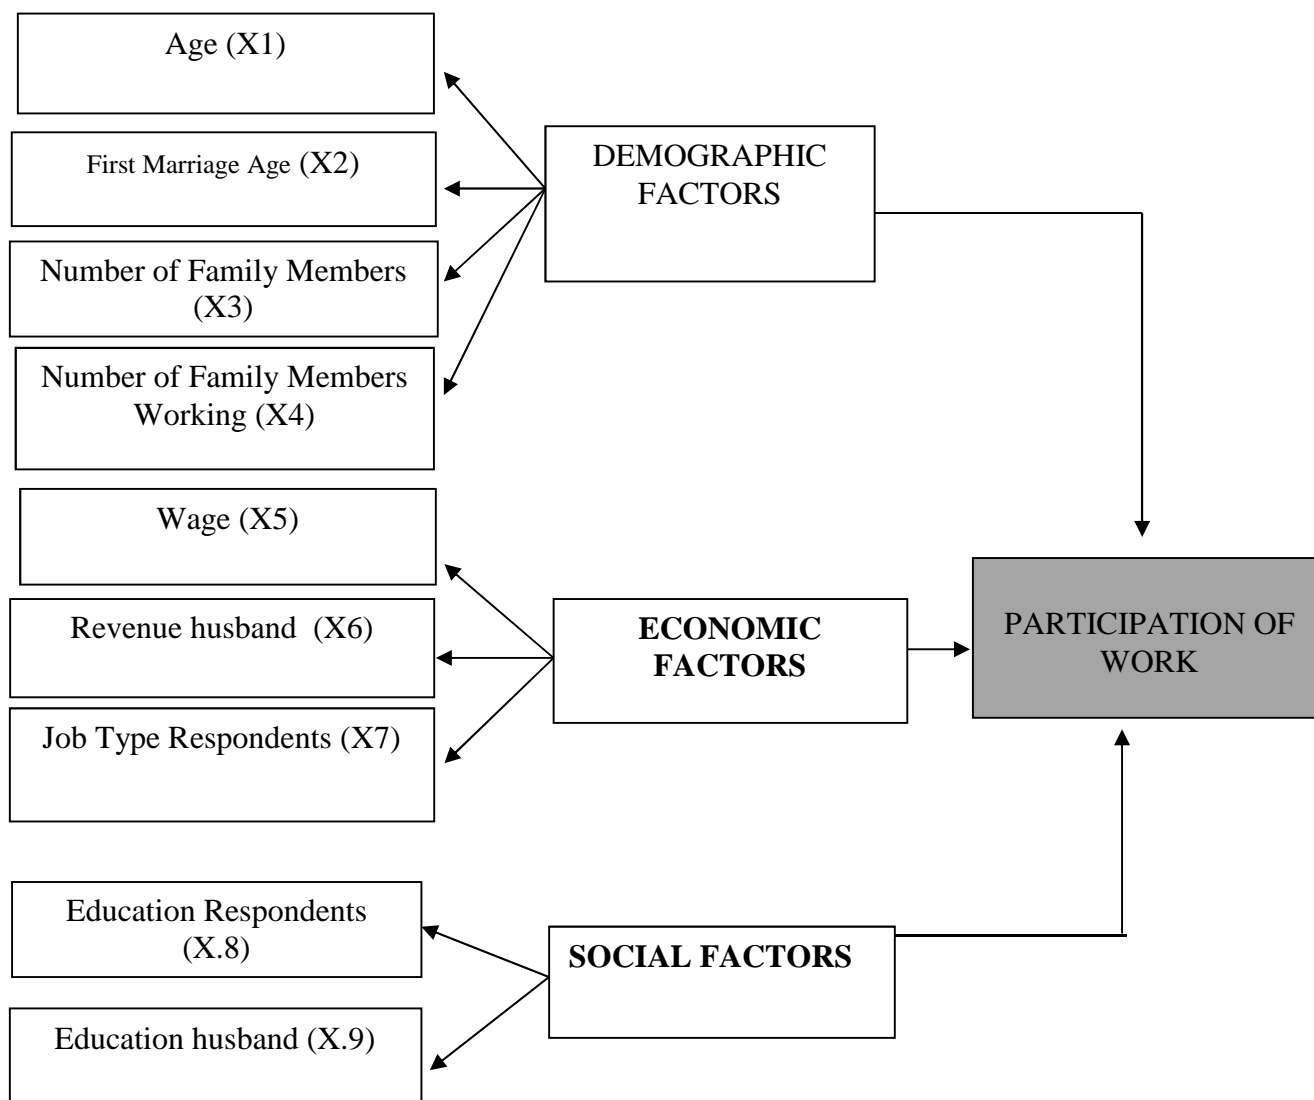 Age (X1)
First Marriage Age (X2)
Number of Family Members
(X3)
Number of Family Members
Working (X4)
DEMOGRAPHIC
FACTORS
Wage (X5)
Revenue husband  (X6)
Job Type Respondents (X7)
ECONOMIC
FACTORS
PARTICIPATION OF
WORK
Education Respondents
(X.8)
Education husband (X.9)
SOCIAL FACTORS